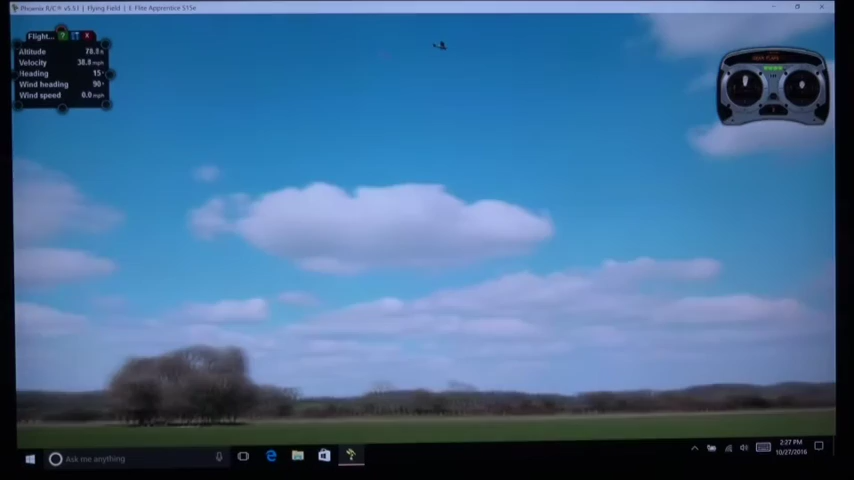 Phoenix R/C® v5.5.1 | Flying Field | E-Flite Apprentice S15e
Flight...
Altitude 78.8
Velocity 38.8 mph
Heading 15°
Wind heading 90°
Wind speed 0.0 mph
Ask me anything
2:27 PM
10/27/2016